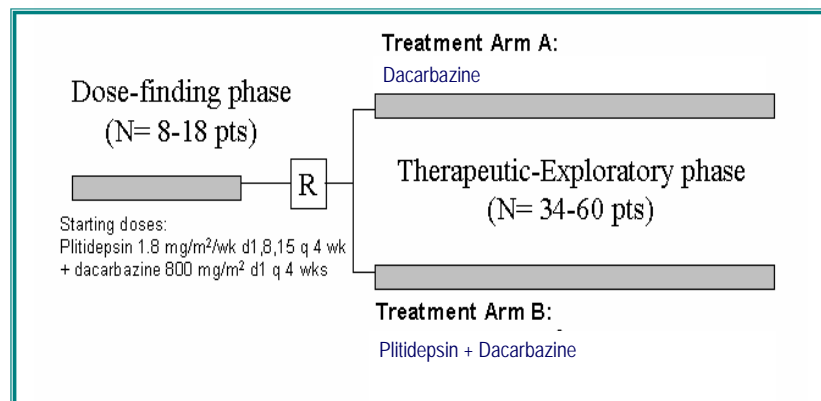 Treatment Arm A:
Dacarbazine
Dose-finding phase
(N= 8-18 pts)
R
Therapeutic-Exploratory phase
(N= 34-60 pts)
Starting doses:
Plitidepsin 1.8 mg/m²/wk d1,8,15 q 4 wk
+ dacarbazine 800 mg/m² d1 q 4 wks
Treatment Arm B:
Plitidepsin + Dacarbazine